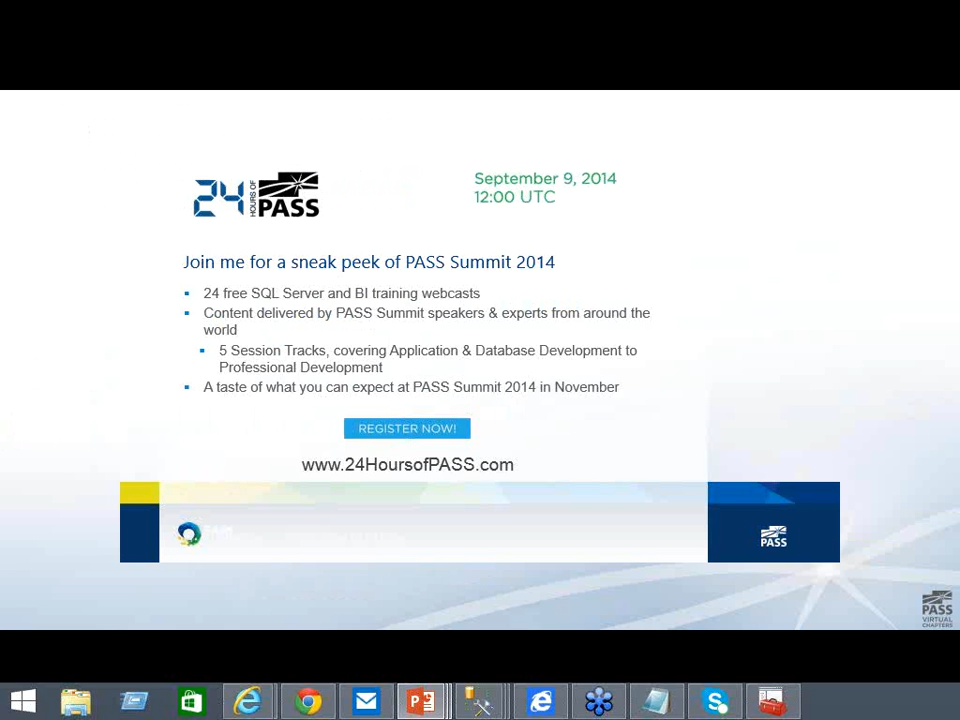 24 HOURS OF PASS
September 9, 2014
12:00 UTC
Join me for a sneak peek of PASS Summit 2014
24 free SQL Server and BI training webcasts
Content delivered by PASS Summit speakers & experts from around the
world
5 Session Tracks, covering Application & Database Development to
Professional Development
A taste of what you can expect at PASS Summit 2014 in November
REGISTER NOW!
www.24HoursofPASS.com
PASS
PASS
VIRTUAL
CHAPTERS